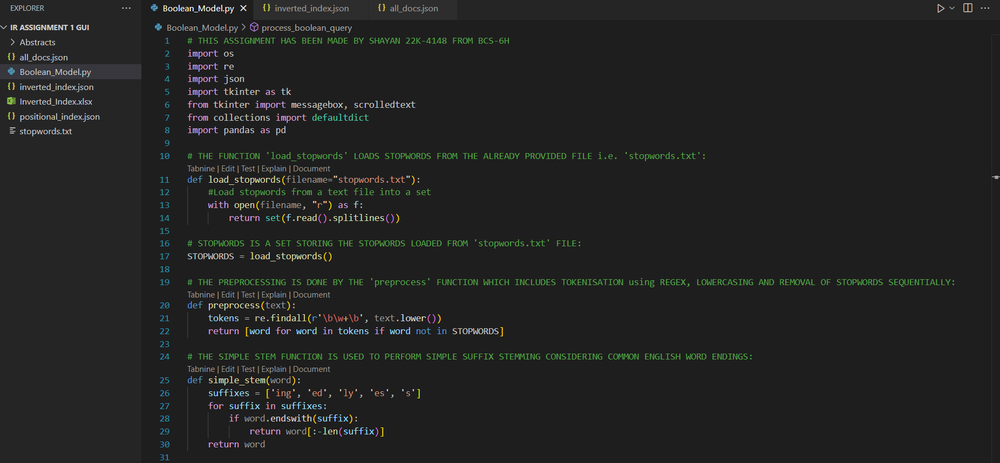 EXPLORER
IR ASSIGNMENT 1 GUI
Abstracts
{} all_docs.json
Boolean_Model.py
{} inverted_index.json
Inverted_Index.xlsx
{} positional_index.json
stopwords.txt
Boolean_Model.py {} inverted_index.json {} all_docs.json
Boolean_Model.py > process_boolean_query
1 # THIS ASSIGNMENT HAS BEEN MADE BY SHAYAN 22K-4148 FROM BCS-6H
2 import os
3 import re
4 import json
5 import tkinter as tk
6 from tkinter import messagebox, scrolledtext
7 from collections import defaultdict
8 import pandas as pd
9
10 # THE FUNCTION 'load_stopwords' LOADS STOPWORDS FROM THE ALREADY PROVIDED FILE i.e. 'stopwords.txt':
Tabnine | Edit | Test | Explain | Document
11 def load_stopwords(filename="stopwords.txt"):
12     #Load stopwords from a text file into a set
13     with open(filename, "r") as f:
14         return set(f.read().splitlines())
15
16 # STOPWORDS IS A SET STORING THE STOPWORDS LOADED FROM 'stopwords.txt' FILE:
17 STOPWORDS = load_stopwords()
18
19 # THE PREPROCESSING IS DONE BY THE 'preprocess' FUNCTION WHICH INCLUDES TOKENISATION using REGEX, LOWERCASING AND REMOVAL OF STOPWORDS SEQUENTIALLY:
Tabnine | Edit | Test | Explain | Document
20 def preprocess(text):
21     tokens = re.findall(r'\b\w+\b', text.lower())
22     return [word for word in tokens if word not in STOPWORDS]
23
24 # THE SIMPLE STEM FUNCTION IS USED TO PERFORM SIMPLE SUFFIX STEMMING CONSIDERING COMMON ENGLISH WORD ENDINGS:
Tabnine | Edit | Test | Explain | Document
25 def simple_stem(word):
26     suffixes = ['ing', 'ed', 'ly', 'es', 's']
27     for suffix in suffixes:
28         if word.endswith(suffix):
29             return word[:-len(suffix)]
30     return word
31